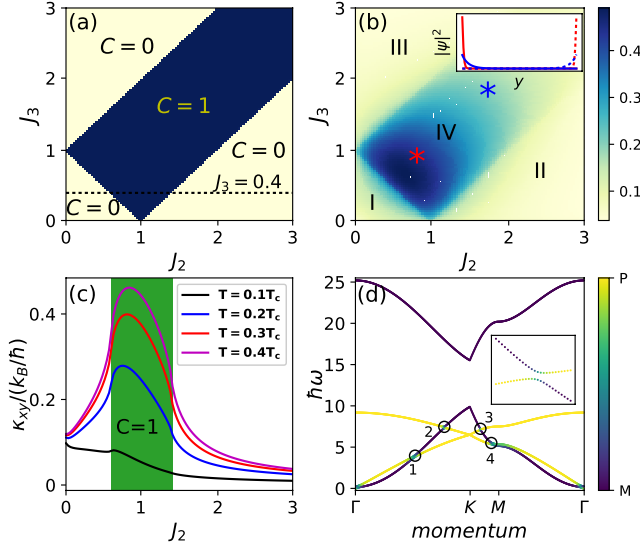 (a)
C=0
C=1
C=0
J3=0.4
C=0
3
2
1
0
J3
0
1
2
3
J2
(b)
III
|ψ|²
y
IV
II
I
3
2
1
0
J3
0
1
2
3
J2
0.4
0.3
0.2
0.1
(c)
T = 0.1Tc
T = 0.2Tc
T = 0.3Tc
T = 0.4Tc
C=1
0.4
0.2
0.0
κxy/(kB/ħ)
0
1
2
3
J2
(d)
25
20
15
10
5
0
ħω
1
2
3
4
Γ
K
M
Γ
momentum
P
M